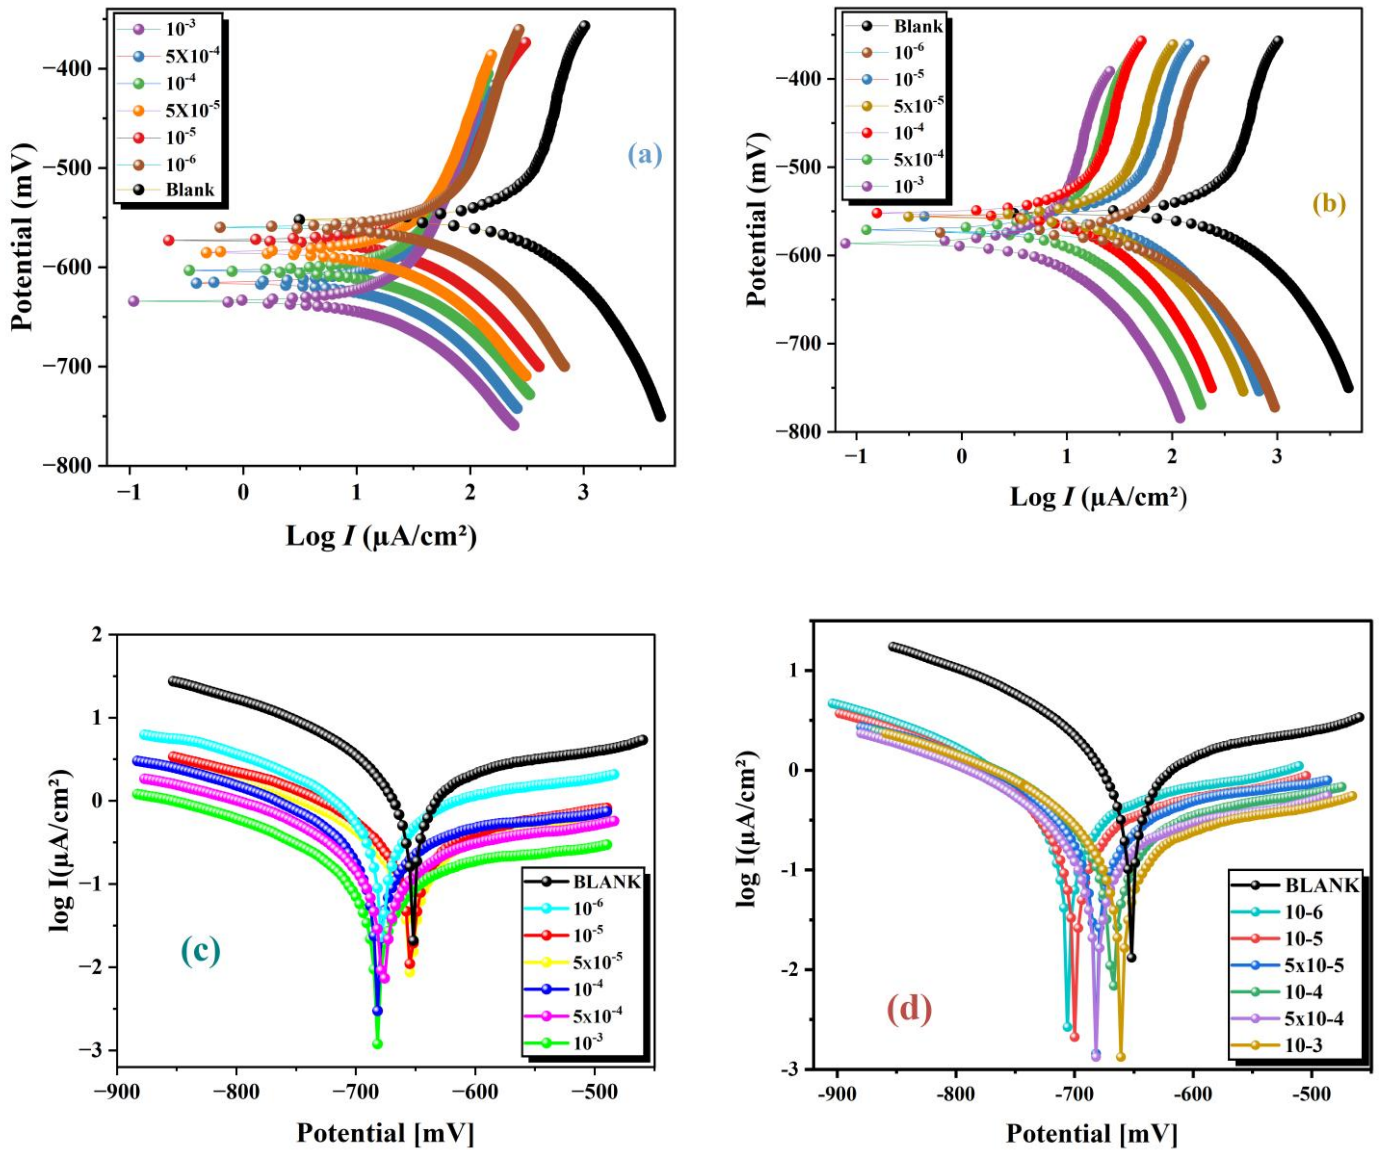 10⁻³
5X10⁻⁴
10⁻⁴
5X10⁻⁵
10⁻⁵
10⁻⁶
Blank
(a)
−400
−500
−600
−700
−800
Potential (mV)
−1 0 1 2 3
Log I (μA/cm²)
Blank
10⁻⁶
10⁻⁵
5x10⁻⁵
10⁻⁴
5x10⁻⁴
10⁻³
(b)
−400
−500
−600
−700
−800
Potential (mV)
−1 0 1 2 3
Log I (μA/cm²)
2
1
0
−1
−2
−3
log I(μA/cm²)
(c)
BLANK
10⁻⁶
10⁻⁵
5x10⁻⁵
10⁻⁴
5x10⁻⁴
10⁻³
−900 −800 −700 −600 −500
Potential [mV]
1
0
-1
-2
-3
log I(μA/cm²)
(d)
BLANK
10-6
10-5
5x10-5
10-4
5x10-4
10-3
-900 -800 -700 -600 -500
Potential [mV]